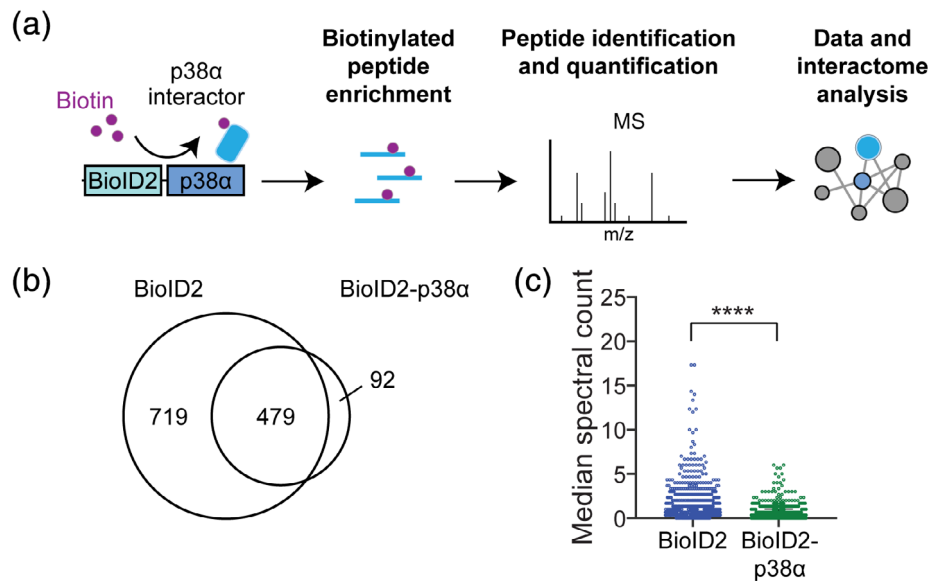 (a)
Biotin
p38α
interactor
BioID2
p38α
Biotinylated
peptide
enrichment
Peptide identification
and quantification
MS
m/z
Data and
interactome
analysis
(b)
BioID2
BioID2-p38α
719
479
92
(c)
Median spectral count
25
20
15
10
5
0
****
BioID2
BioID2-
p38α